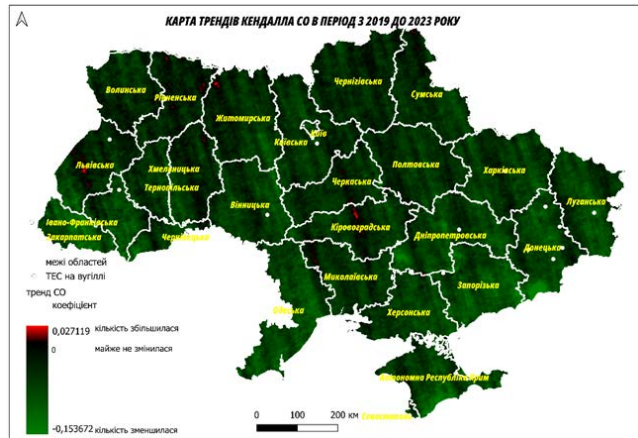 КАРТА ТРЕНДІВ КЕНДАЛЛА CO В ПЕРІОД З 2019 ДО 2023 РОКУ
Чернігівська
Сумська
Волинська
Рівненська
Житомирська
Київ
Київська
Львівська
Хмельницька
Тернопільська
Полтавська
Харківська
Черкаська
Луганська
Вінницька
Івано-Франківська
Закарпатська
Чернівецька
Кіровоградська
Дніпропетровська
Донецька
Миколаївська
Запорізька
Одеська
Херсонська
Автономна Республіка Крим
Севастополь
межі областей
ТЕС на вугіллі
тренд CO
коефіцієнт
0,027119 кількість збільшилася
0 майже не змінилася
-0,153672 кількість зменшилася
0 100 200 км